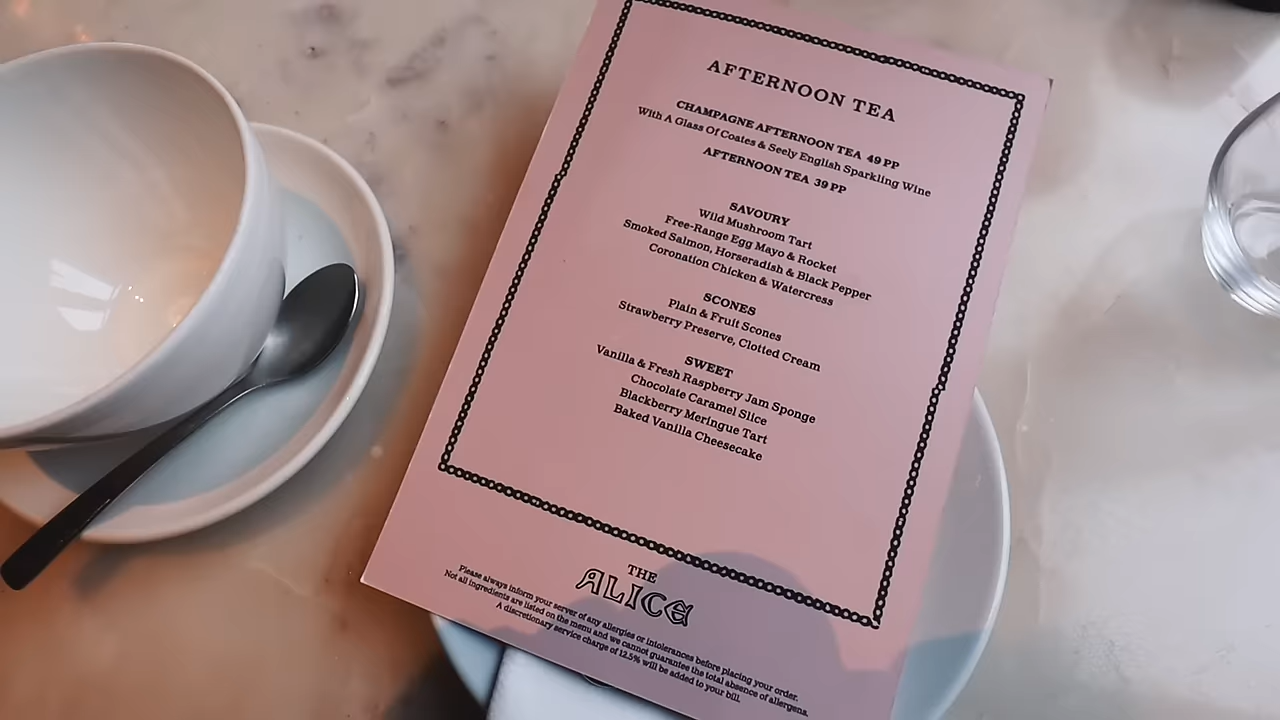 AFTERNOON TEA
CHAMPAGNE AFTERNOON TEA 49 PP
With A Glass Of Coates & Seely English Sparkling Wine
AFTERNOON TEA 39 PP
SAVOURY
Wild Mushroom Tart
Free-Range Egg Mayo & Rocket
Smoked Salmon, Horseradish & Black Pepper
Coronation Chicken & Watercress
SCONES
Plain & Fruit Scones
Strawberry Preserve, Clotted Cream
SWEET
Vanilla & Fresh Raspberry Jam Sponge
Chocolate Caramel Slice
Blackberry Meringue Tart
Baked Vanilla Cheesecake
THE
ALICE
Please always inform your server of any allergies or intolerances before placing your order.
Not all ingredients are listed on the menu and we cannot guarantee the total absence of allergens.
A discretionary service charge of 12.5% will be added to your bill.